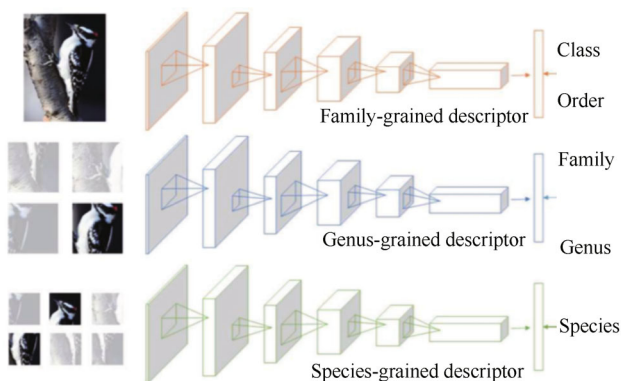 Class
Order
Family-grained descriptor
Family
Genus
Genus-grained descriptor
Species
Species-grained descriptor